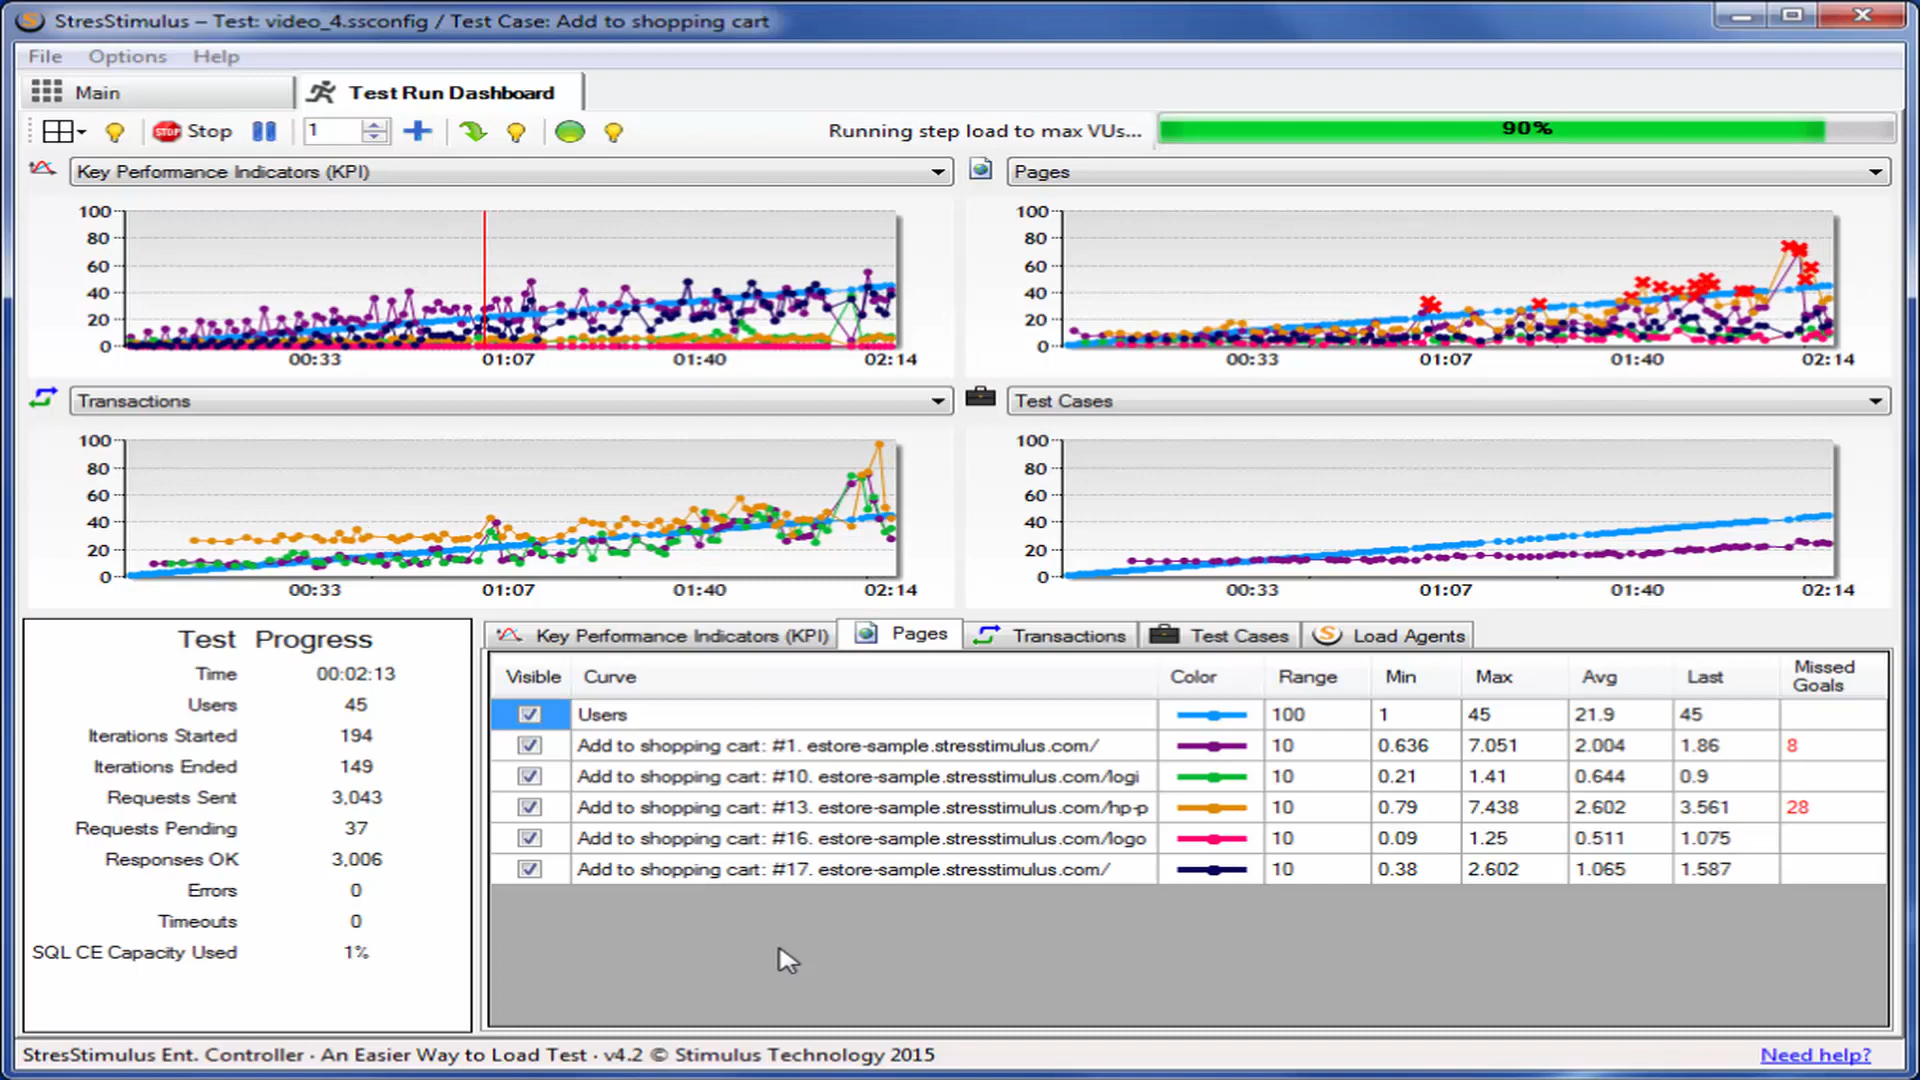 StresStimulus – Test: video_4.ssconfig / Test Case: Add to shopping cart
File Options Help
Main
Test Run Dashboard
STOP Stop 1
Running step load to max VUs... 90%
Key Performance Indicators (KPI)
100
80
60
40
20
0
00:33 01:07 01:40 02:14
Pages
100
80
60
40
20
0
00:33 01:07 01:40 02:14
Transactions
100
80
60
40
20
0
00:33 01:07 01:40 02:14
Test Cases
100
80
60
40
20
0
00:33 01:07 01:40 02:14
Test Progress
Time 00:02:13
Users 45
Iterations Started 194
Iterations Ended 149
Requests Sent 3,043
Requests Pending 37
Responses OK 3,006
Errors 0
Timeouts 0
SQL CE Capacity Used 1%
Key Performance Indicators (KPI) Pages Transactions Test Cases Load Agents
Visible Curve Color Range Min Max Avg Last Missed Goals
Users 100 1 45 21.9 45
Add to shopping cart: #1. estore-sample.stresstimulus.com/ 10 0.636 7.051 2.004 1.86 8
Add to shopping cart: #10. estore-sample.stresstimulus.com/logi 10 0.21 1.41 0.644 0.9
Add to shopping cart: #13. estore-sample.stresstimulus.com/hp-p 10 0.79 7.438 2.602 3.561 28
Add to shopping cart: #16. estore-sample.stresstimulus.com/logo 10 0.09 1.25 0.511 1.075
Add to shopping cart: #17. estore-sample.stresstimulus.com/ 10 0.38 2.602 1.065 1.587
StresStimulus Ent. Controller · An Easier Way to Load Test · v4.2 © Stimulus Technology 2015
Need help?